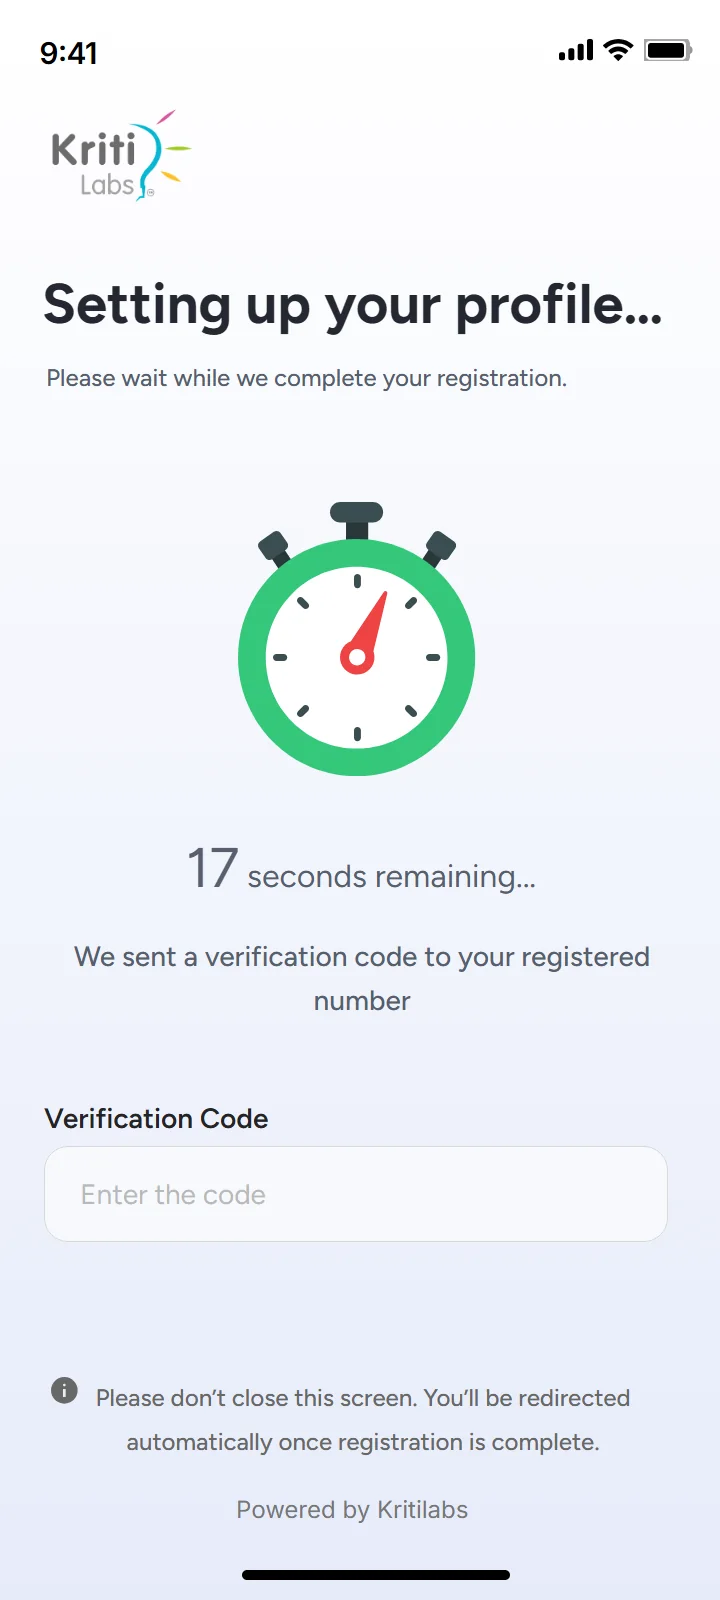 9:41
Kriti
Labs
Setting up your profile...
Please wait while we complete your registration.
17 seconds remaining...
We sent a verification code to your registered
number
Verification Code
Enter the code
Please don’t close this screen. You’ll be redirected
automatically once registration is complete.
Powered by Kritilabs